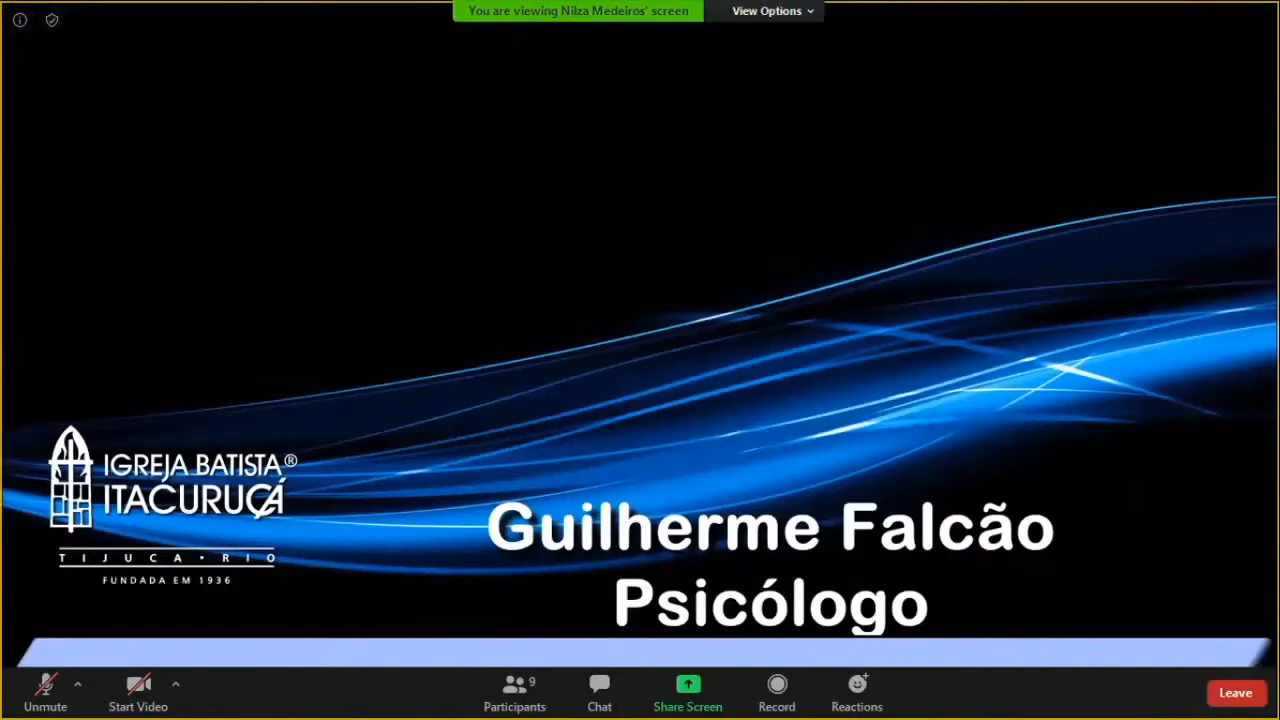 You are viewing Nilza Medeiros' screen
View Options
IGREJA BATISTA®
ITACURUÇÁ
TIJUCA • RIO
FUNDADA EM 1936
Guilherme Falcão
Psicólogo
Unmute
Start Video
Participants
9
Chat
Share Screen
Record
Reactions
Leave